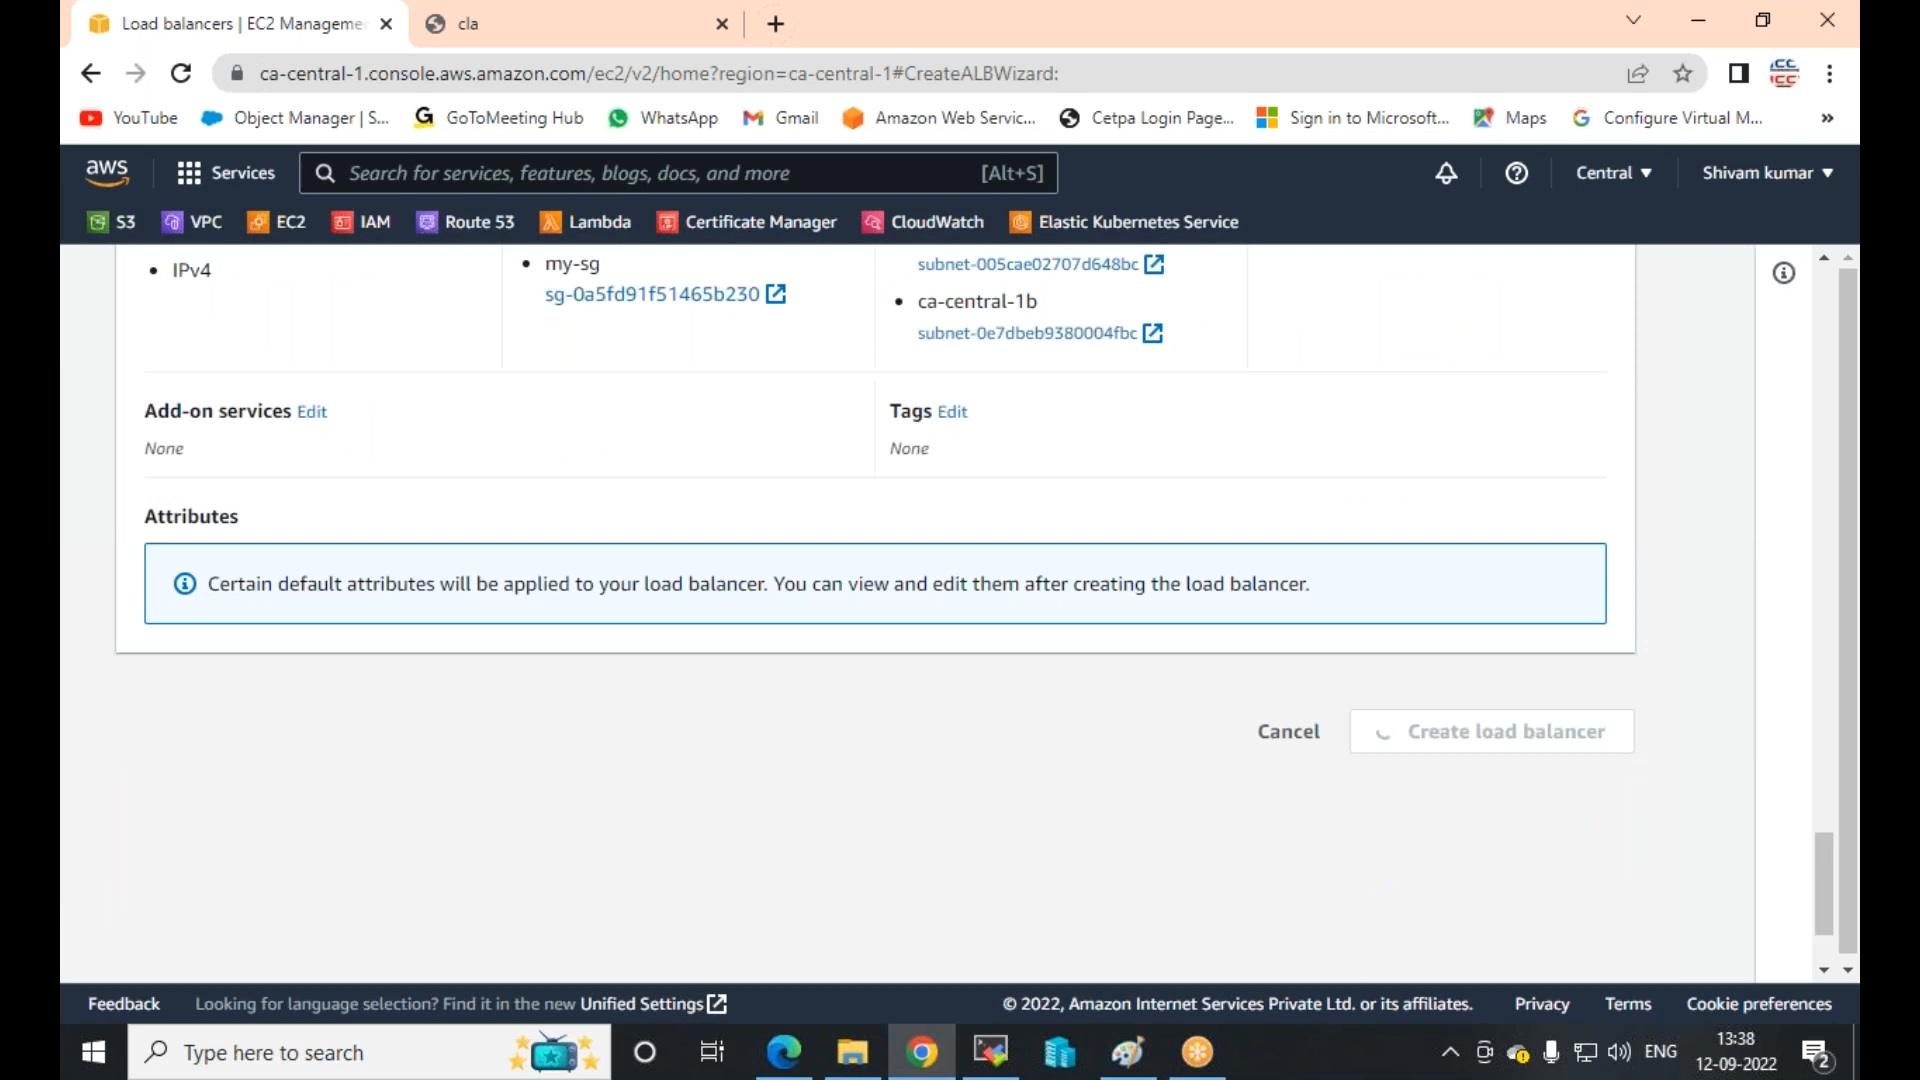 Load balancers | EC2 Manageme
cla
ca-central-1.console.aws.amazon.com/ec2/v2/home?region=ca-central-1#CreateALBWizard:
YouTube
Object Manager | S...
GoToMeeting Hub
WhatsApp
Gmail
Amazon Web Servic...
Cetpa Login Page...
Sign in to Microsoft...
Maps
Configure Virtual M...
»
aws
Services
Search for services, features, blogs, docs, and more
[Alt+S]
Central
Shivam kumar
S3
VPC
EC2
IAM
Route 53
Lambda
Certificate Manager
CloudWatch
Elastic Kubernetes Service
IPv4
my-sg
sg-0a5fd91f51465b230
subnet-005cae02707d648bc
ca-central-1b
subnet-0e7dbeb9380004fbc
Add-on services Edit
None
Tags Edit
None
Attributes
Certain default attributes will be applied to your load balancer. You can view and edit them after creating the load balancer.
Cancel
Create load balancer
Feedback
Looking for language selection? Find it in the new Unified Settings
© 2022, Amazon Internet Services Private Ltd. or its affiliates.
Privacy
Terms
Cookie preferences
Type here to search
ENG
13:38
12-09-2022
2